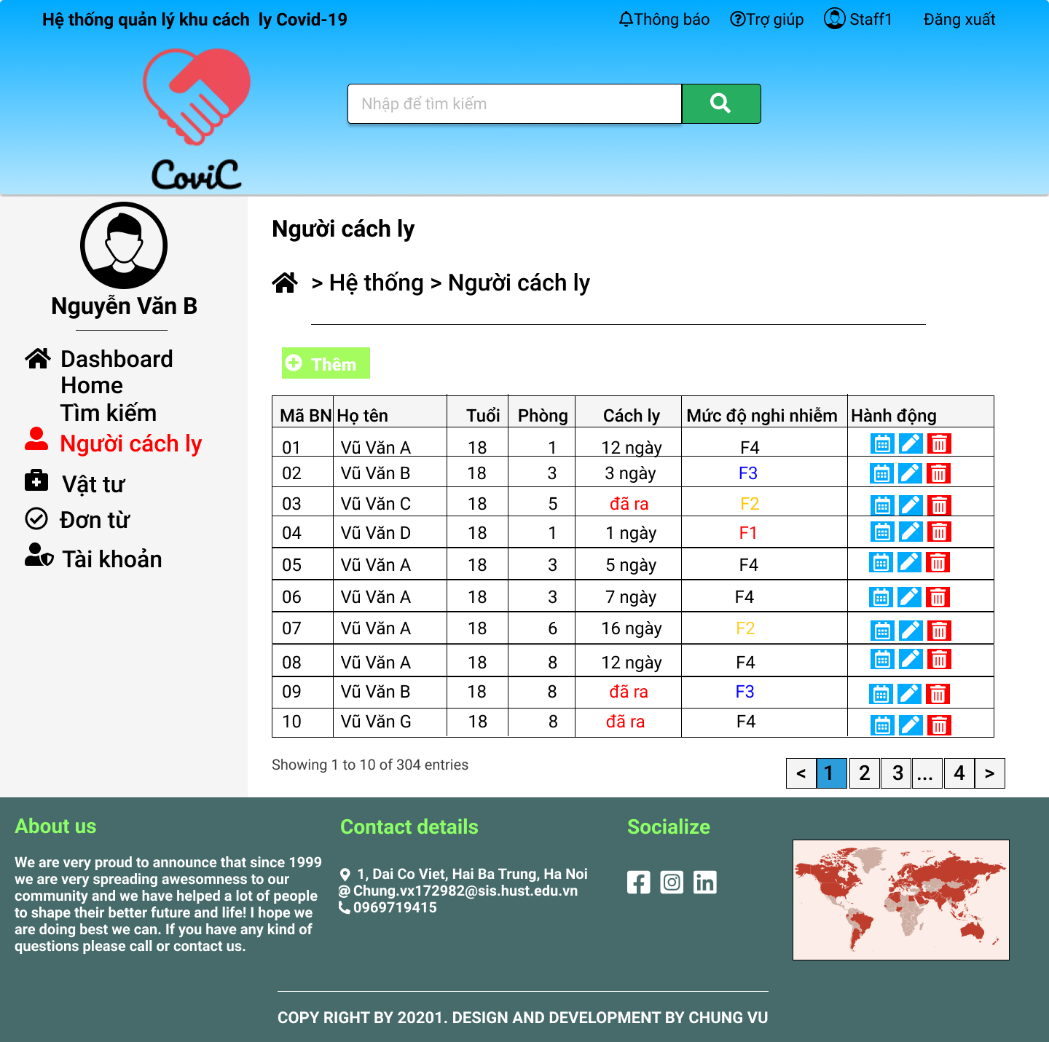 Hệ thống quản lý khu cách ly Covid-19
Thông báo
Trợ giúp
Staff1
Đăng xuất
Nhập để tìm kiếm
CoviC
Nguyễn Văn B
Dashboard
Home
Tìm kiếm
Người cách ly
Vật tư
Đơn từ
Tài khoản
Người cách ly
> Hệ thống > Người cách ly
Thêm
Mã BN Họ tên Tuổi Phòng Cách ly Mức độ nghi nhiễm Hành động
01 Vũ Văn A 18 1 12 ngày F4
02 Vũ Văn B 18 3 3 ngày F3
03 Vũ Văn C 18 5 đã ra F2
04 Vũ Văn D 18 1 1 ngày F1
05 Vũ Văn A 18 3 5 ngày F4
06 Vũ Văn A 18 3 7 ngày F4
07 Vũ Văn A 18 6 16 ngày F2
08 Vũ Văn A 18 8 12 ngày F4
09 Vũ Văn B 18 8 đã ra F3
10 Vũ Văn G 18 8 đã ra F4
Showing 1 to 10 of 304 entries
< 1 2 3 ... 4 >
About us
We are very proud to announce that since 1999
we are very spreading awesomness to our
community and we have helped a lot of people
to shape their better future and life! I hope we
are doing best we can. If you have any kind of
questions please call or contact us.
Contact details
1, Dai Co Viet, Hai Ba Trung, Ha Noi
@ Chung.vx172982@sis.hust.edu.vn
0969719415
Socialize
COPY RIGHT BY 20201. DESIGN AND DEVELOPMENT BY CHUNG VU